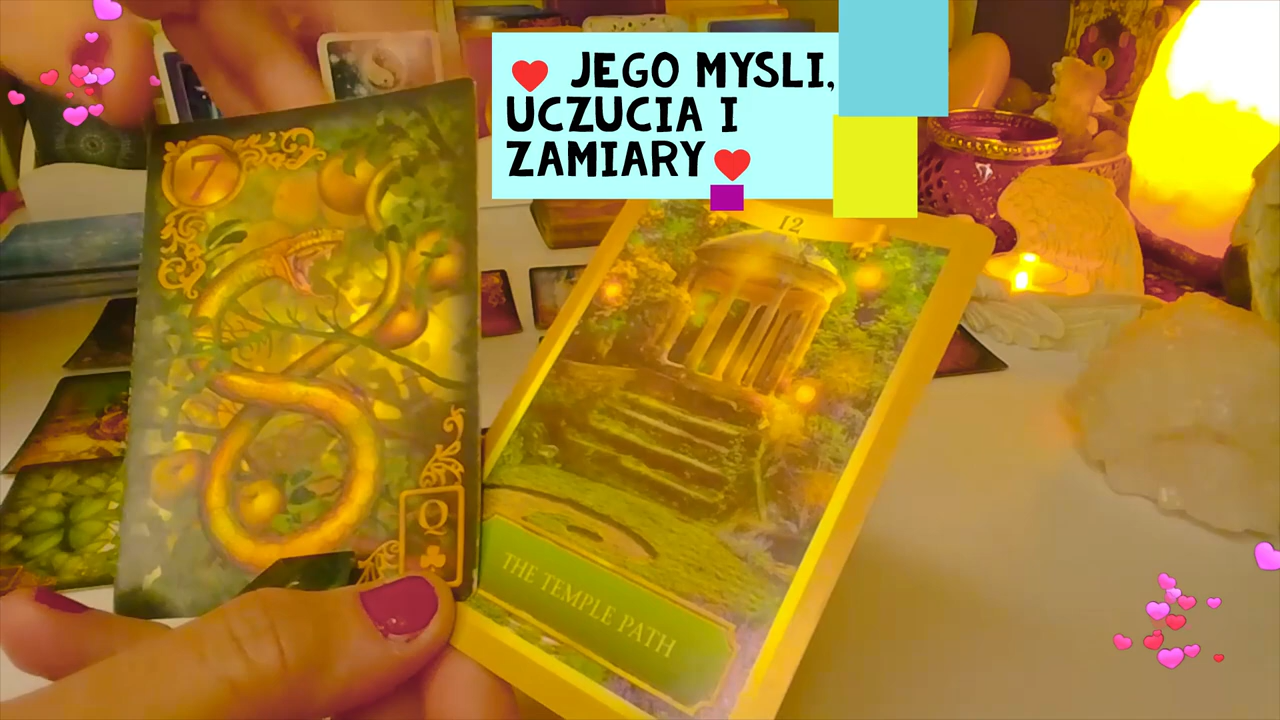 JEGO MYSLI,
UCZUCIA I
ZAMIARY
7
12
Q
THE TEMPLE PATH